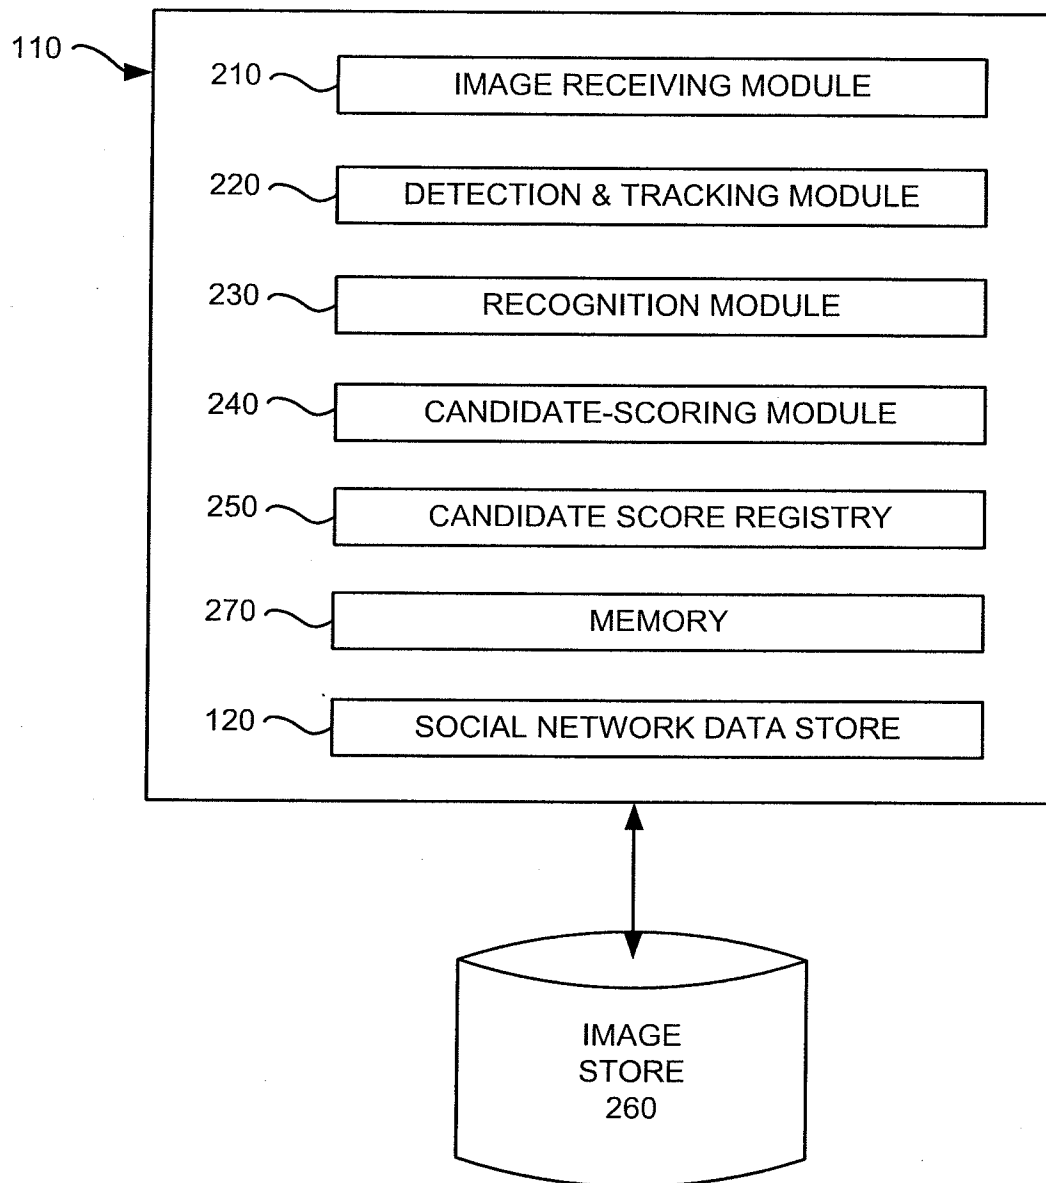 110
210 IMAGE RECEIVING MODULE
220 DETECTION & TRACKING MODULE
230 RECOGNITION MODULE
240 CANDIDATE-SCORING MODULE
250 CANDIDATE SCORE REGISTRY
270 MEMORY
120 SOCIAL NETWORK DATA STORE
IMAGE
STORE
260